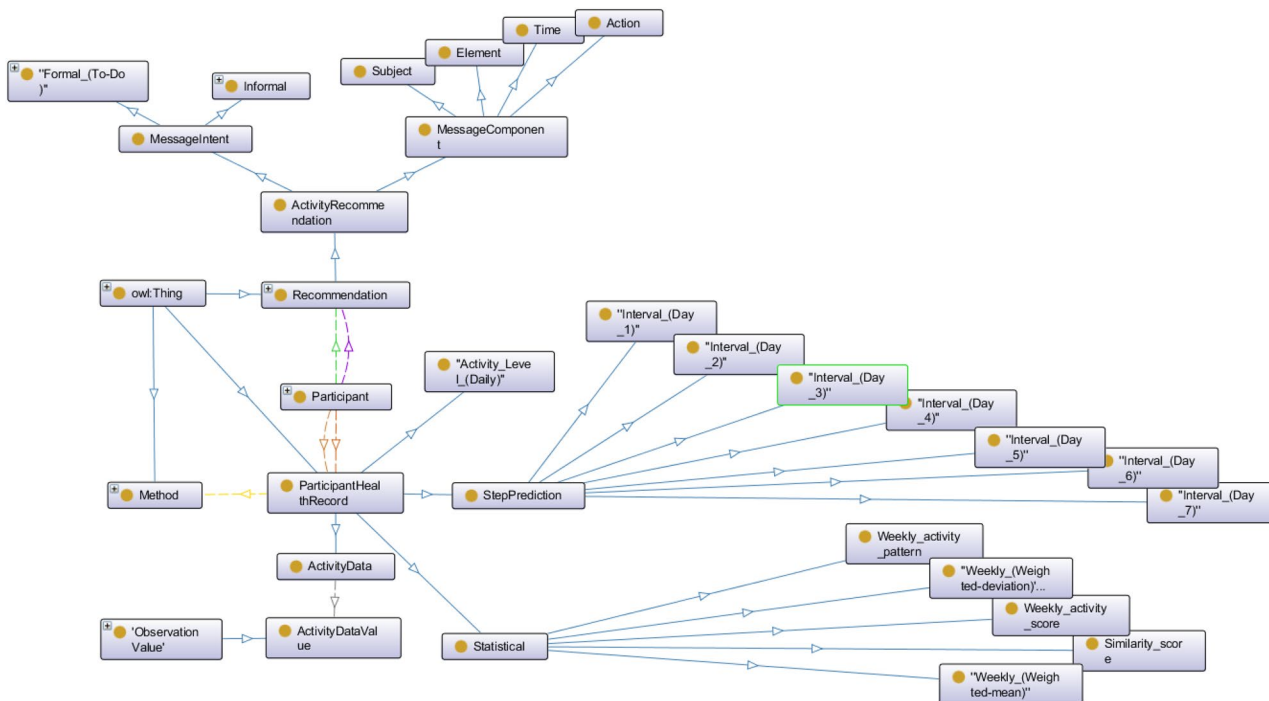 Action
Time
Element
Subject
"Formal_(To-Do
)"
Informal
MessageIntent
MessageComponen
t
ActivityRecomme
ndation
owl:Thing
Recommendation
"Interval_(Day
_1)"
"Interval_(Day
_2)"
"Activity_Leve
l_(Daily)"
"Interval_(Day
_3)"
Participant
"Interval_(Day
_4)"
"Interval_(Day
_5)"
"Interval_(Day
_6)"
"Interval_(Day
_7)"
Method
ParticipantHeal
thRecord
StepPrediction
ActivityData
Weekly_activity
_pattern
"Weekly_(Weigh
ted-deviation)'...
Weekly_activity
_score
'Observation
Value'
ActivityDataVal
ue
Statistical
Similarity_scor
e
"Weekly_(Weigh
ted-mean)"